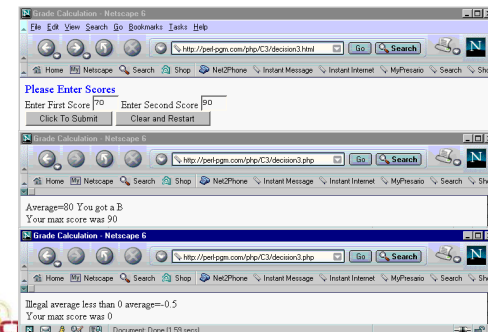 Grade Calculation - Netscape 6
File Edit View Search Go Bookmarks Tasks Help
http://perl-pgm.com/php/C3/decision3.html Go Search
Home My Netscape Search Shop Net2Phone Instant Message Instant Internet MyPresario Search Sh
Please Enter Scores
Enter First Score 70 Enter Second Score 90
Click To Submit Clear and Restart
Grade Calculation - Netscape 6
http://perl-pgm.com/php/C3/decision3.php Go Search
Home My Netscape Search Shop Net2Phone Instant Message Instant Internet MyPresario Search Sh
Average=80 You got a B
Your max score was 90
Grade Calculation - Netscape 6
http://perl-pgm.com/php/C3/decision3.php Go Search
Home My Netscape Search Shop Net2Phone Instant Message Instant Internet MyPresario Search Sh
Illegal average less than 0 average=-0.5
Your max score was 0
Document: Done (1.59 secs)